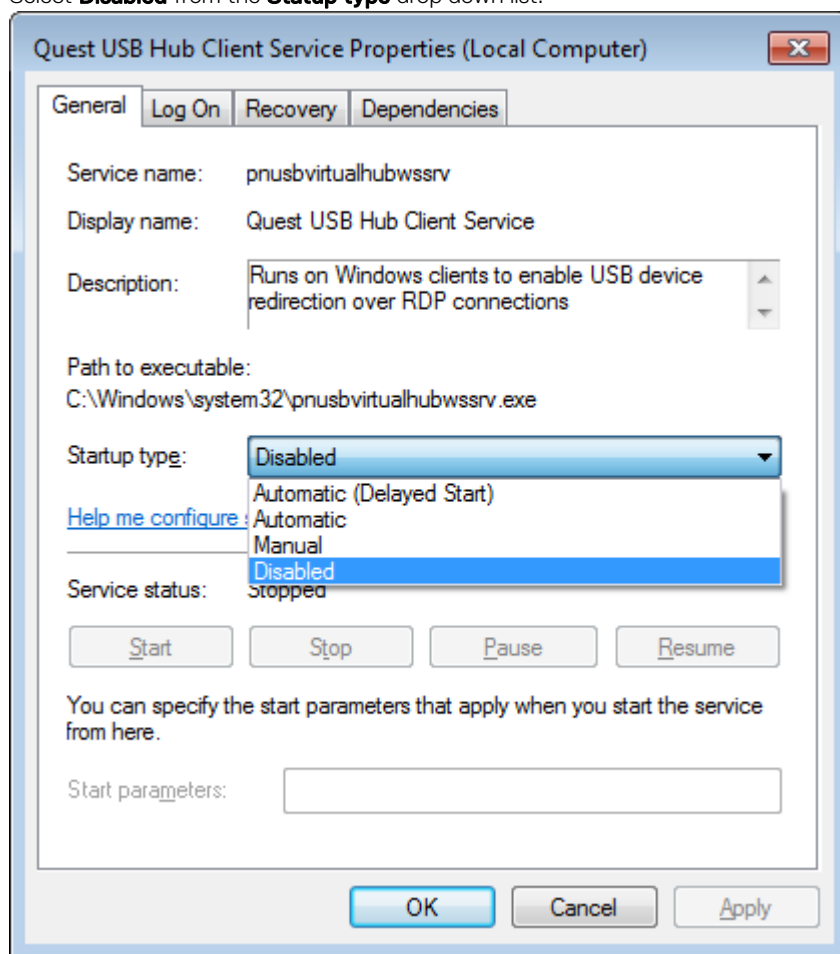 Select Disabled from the Statup type drop down list.
Quest USB Hub Client Service Properties (Local Computer)
General Log On Recovery Dependencies
Service name: pnusbvirtualhubwssrv
Display name: Quest USB Hub Client Service
Description: Runs on Windows clients to enable USB device
redirection over RDP connections
Path to executable:
C:\Windows\system32\pnusbvirtualhubwssrv.exe
Startup type: Disabled
Automatic (Delayed Start)
Help me configure Automatic
Manual
Disabled
Service status: Stopped
Start Stop Pause Resume
You can specify the start parameters that apply when you start the service
from here.
Start parameters:
OK Cancel Apply